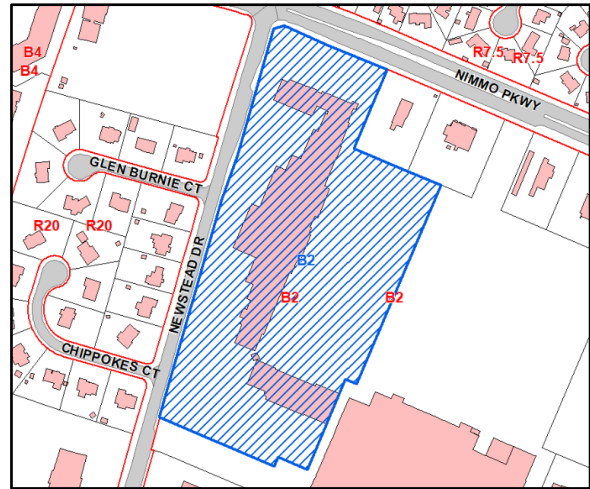 B4
B4
R7.5
R7.5
NIMMO PKWY
GLEN BURNIE CT
R20
R20
NEWSTEAD DR
B2
B2
B2
CHIPPOKES CT